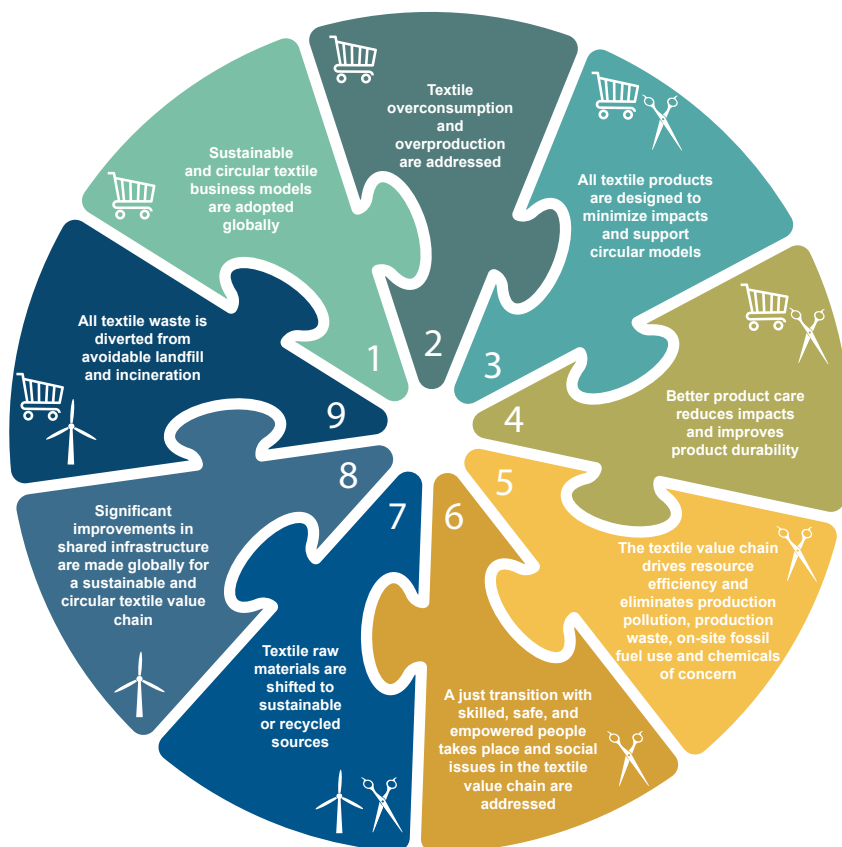 Sustainable
and circular textile
business models
are adopted
globally
1
Textile
overconsumption
and
overproduction
are addressed
2
All textile products
are designed to
minimize impacts
and support
circular models
3
Better product care
reduces impacts
and improves
product durability
4
The textile value chain
drives resource
efficiency and
eliminates production
pollution, production
waste, on-site fossil
fuel use and chemicals
of concern
5
A just transition with
skilled, safe, and
empowered people
takes place and social
issues in the textile
value chain are
addressed
6
Textile raw
materials are
shifted to
sustainable
or recycled
sources
7
Significant
improvements in
shared infrastructure
are made globally for
a sustainable and
circular textile value
chain
8
All textile waste is
diverted from
avoidable landfill
and incineration
9